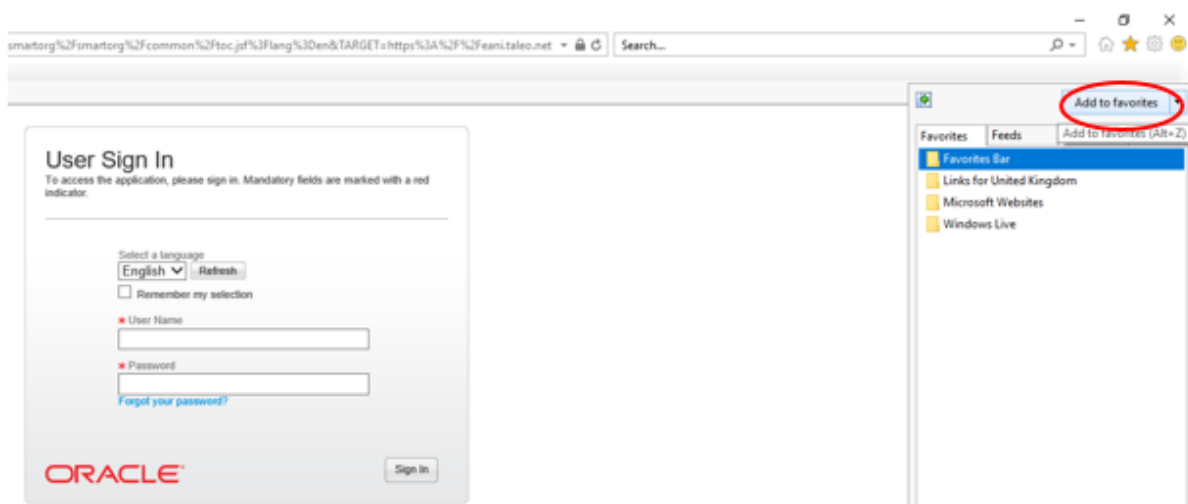 smartorg%2Fsmartorg%2Fcommon%2Ftoc.jsf%3Flang%3Den&TARGET=https%3A%2F%2Feani.taleo.net
Search...
Add to favorites
Favorites
Feeds
Add to favorites (Alt+Z)
Favorites Bar
Links for United Kingdom
Microsoft Websites
Windows Live
User Sign In
To access the application, please sign in. Mandatory fields are marked with a red
indicator.
Select a language
English
Refresh
Remember my selection
* User Name
* Password
Forgot your password?
ORACLE
Sign In